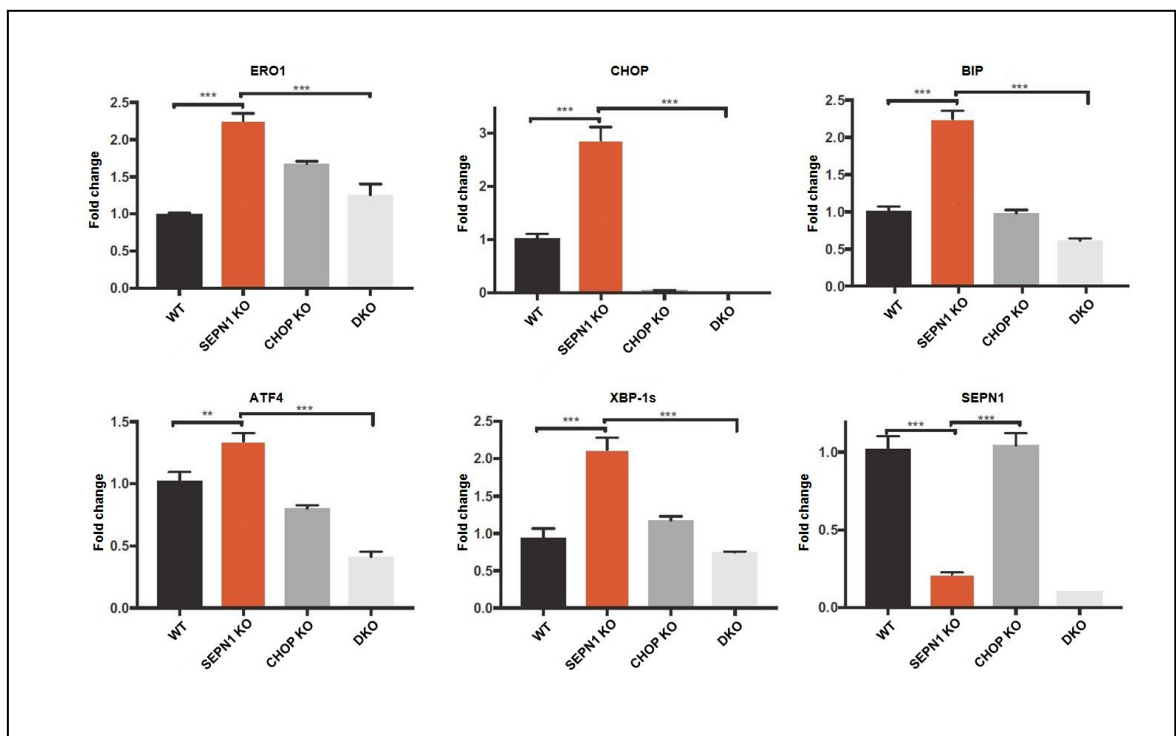 ERO1
***
***
2.5
2.0
1.5
1.0
0.5
0.0
Fold change
WT
SEPN1 KO
CHOP KO
DKO
CHOP
***
***
3
2
1
0
Fold change
WT
SEPN1 KO
CHOP KO
DKO
BIP
***
***
2.5
2.0
1.5
1.0
0.5
0.0
Fold change
WT
SEPN1 KO
CHOP KO
DKO
ATF4
**
***
1.5
1.0
0.5
0.0
Fold change
WT
SEPN1 KO
CHOP KO
DKO
XBP-1s
***
***
2.5
2.0
1.5
1.0
0.5
0.0
Fold change
WT
SEPN1 KO
CHOP KO
DKO
SEPN1
***
***
1.0
0.5
0.0
Fold change
WT
SEPN1 KO
CHOP KO
DKO